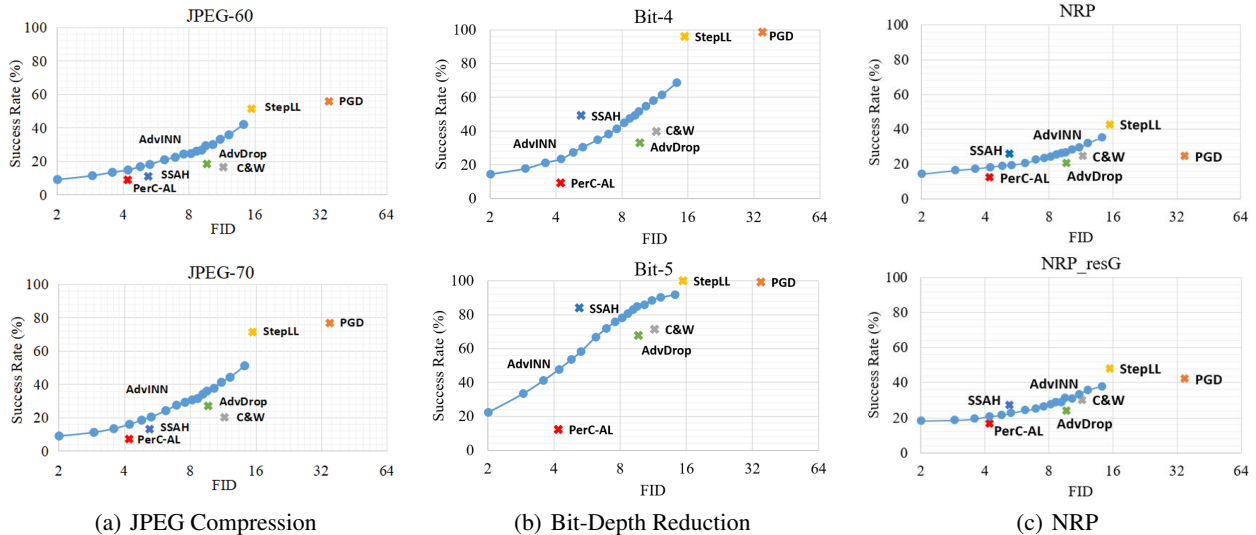 JPEG-60
Success Rate (%)
100
80
60
40
20
0
2 4 8 16 32 64
FID
AdvINN
StepLL
PGD
AdvDrop
C&W
SSAH
PerC-AL
Bit-4
Success Rate (%)
100
90
80
70
60
50
40
30
20
10
0
2 4 8 16 32 64
FID
StepLL
PGD
SSAH
C&W
AdvINN
AdvDrop
PerC-AL
NRP
Success Rate (%)
100
80
60
40
20
0
2 4 8 16 32 64
FID
StepLL
AdvINN
SSAH
C&W
PGD
AdvDrop
PerC-AL
JPEG-70
Success Rate (%)
100
80
60
40
20
0
2 4 8 16 32 64
FID
StepLL
PGD
AdvINN
AdvDrop
C&W
SSAH
PerC-AL
Bit-5
Success Rate (%)
100
80
60
40
20
0
2 4 8 16 32 64
FID
StepLL
PGD
SSAH
C&W
AdvDrop
AdvINN
PerC-AL
NRP_resG
Success Rate (%)
100
80
60
40
20
0
2 4 8 16 32 64
FID
StepLL
PGD
AdvINN
SSAH
C&W
AdvDrop
PerC-AL
(a) JPEG Compression
(b) Bit-Depth Reduction
(c) NRP